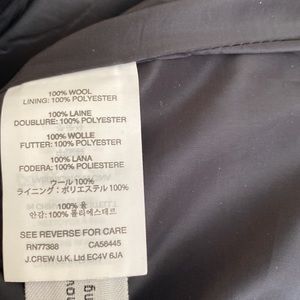 100% WOOL
LINING: 100% POLYESTER
100% LAINE
DOUBLURE: 100% POLYESTER
100% WOLLE
FUTTER: 100% POLYESTER
100% LANA
FODERA: 100% POLIESTERE
ウール 100%
ライニング：ポリエステル 100%
100% 울
안감: 100% 폴리에스테르
SEE REVERSE FOR CARE
RN77388 CA56445
J.CREW U.K. Ltd EC4V 6JA